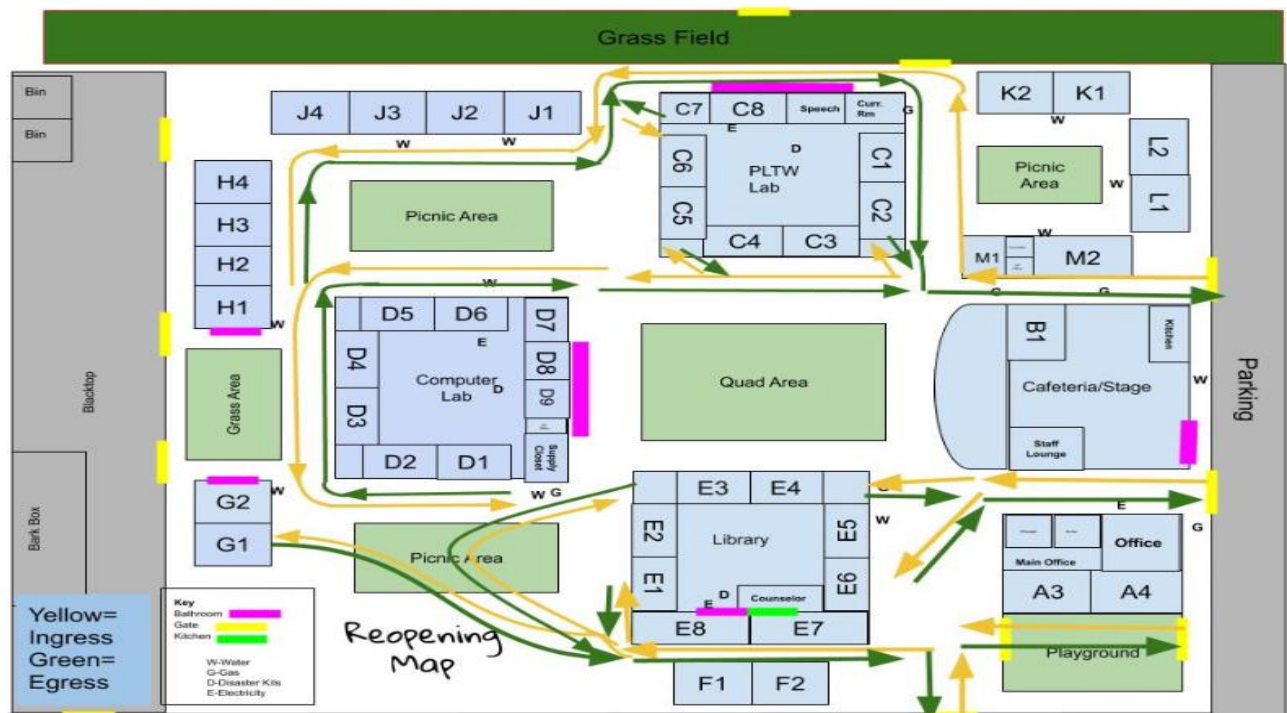 Grass Field
Bin
Bin
J4 J3 J2 J1
W W W
C7 C8 Speech Curr. Rm
G
E
D
C6
C5
PLTW Lab
C1
C2
C4 C3
K2 K1
W
L2
L1
W
Picnic Area
W
M1 M2
G G
H4
H3
H2
H1
W
Picnic Area
W
D5 D6 D7
E
D4
D3
Computer Lab
D
D8
D9
Supply Closet
D2 D1
W G
Quad Area
B1
Kitchen
Cafeteria/Stage
W
Staff Lounge
Parking
Blacktop
Grass Area
Bark Box
G2
W
G1
Picnic Area
E3 E4
G
W
E2
E1
Library
E5
E6
D
E
Counselor
E8 E7
F1 F2
E
G
Office
Main Office
A3 A4
Playground
Yellow=
Ingress
Green=
Egress
Key
Bathroom
Gate
Kitchen
W-Water
G-Gas
D-Disaster Kits
E-Electricity
Reopening
Map